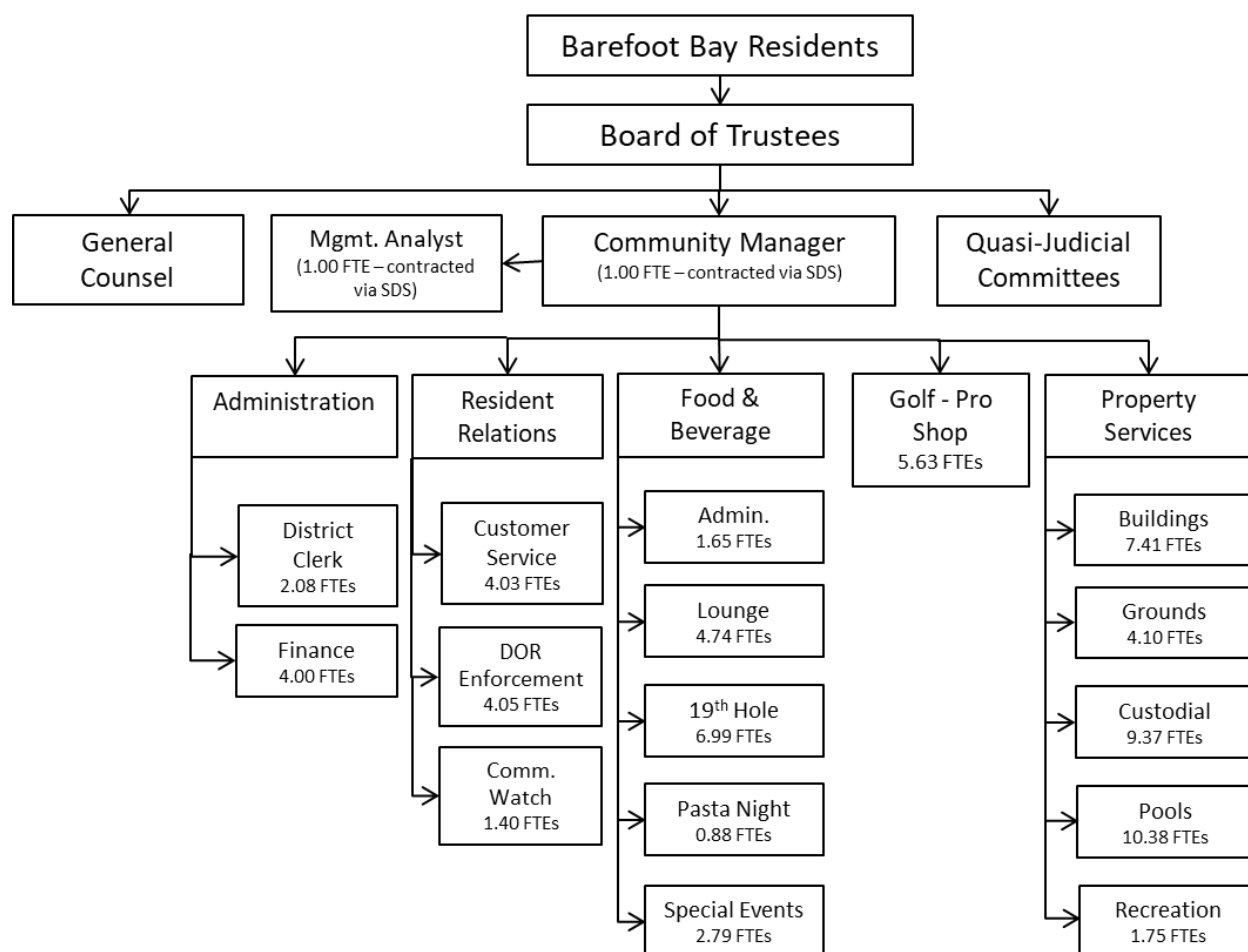 Barefoot Bay Residents
Board of Trustees
General
Counsel
Mgmt. Analyst
(1.00 FTE – contracted
via SDS)
Community Manager
(1.00 FTE – contracted via SDS)
Quasi-Judicial
Committees
Administration
Resident
Relations
Food &
Beverage
Golf - Pro
Shop
5.63 FTEs
Property
Services
District
Clerk
2.08 FTEs
Finance
4.00 FTEs
Customer
Service
4.03 FTEs
DOR
Enforcement
4.05 FTEs
Comm.
Watch
1.40 FTEs
Admin.
1.65 FTEs
Lounge
4.74 FTEs
19th Hole
6.99 FTEs
Pasta Night
0.88 FTEs
Special Events
2.79 FTEs
Buildings
7.41 FTEs
Grounds
4.10 FTEs
Custodial
9.37 FTEs
Pools
10.38 FTEs
Recreation
1.75 FTEs